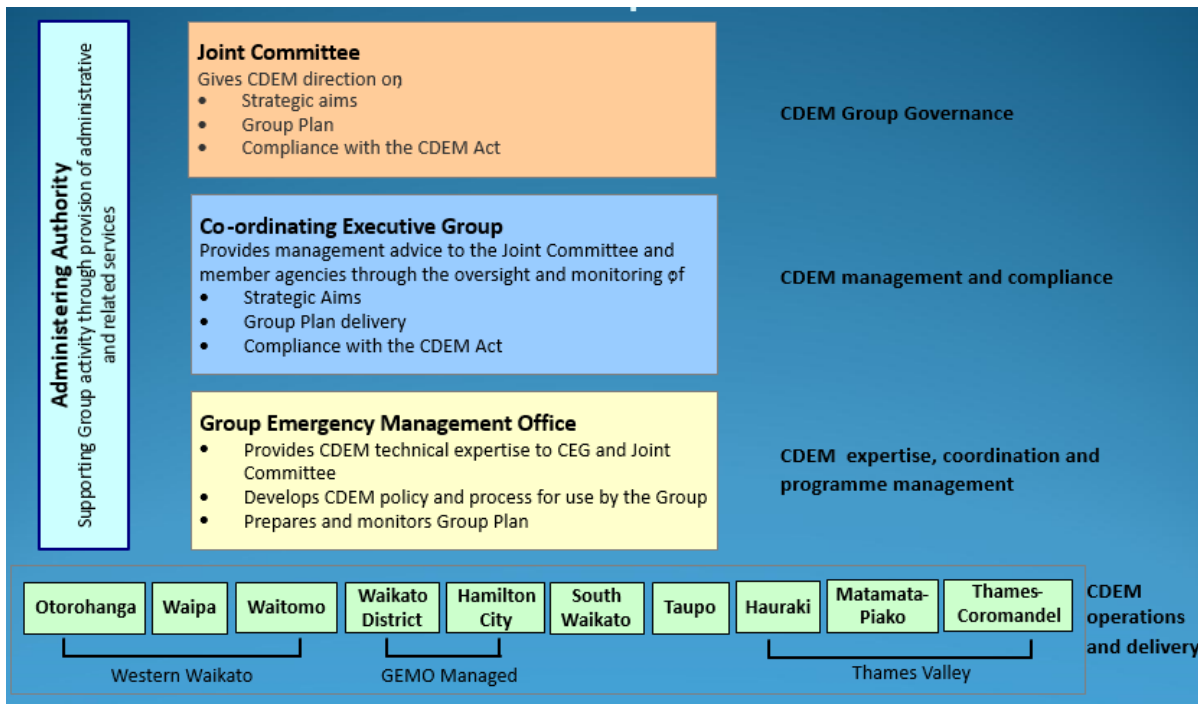 Administering Authority
Supporting Group activity through provision of administrative
and related services
Joint Committee
Gives CDEM direction on
• Strategic aims
• Group Plan
• Compliance with the CDEM Act
CDEM Group Governance
Co-ordinating Executive Group
Provides management advice to the Joint Committee and
member agencies through the oversight and monitoring of
• Strategic Aims
• Group Plan delivery
• Compliance with the CDEM Act
CDEM management and compliance
Group Emergency Management Office
• Provides CDEM technical expertise to CEG and Joint
Committee
• Develops CDEM policy and process for use by the Group
• Prepares and monitors Group Plan
CDEM expertise, coordination and
programme management
Otorohanga
Waipa
Waitomo
Waikato
District
Hamilton
City
South
Waikato
Taupo
Hauraki
Matamata-
Piako
Thames-
Coromandel
CDEM
operations
and delivery
Western Waikato
GEMO Managed
Thames Valley